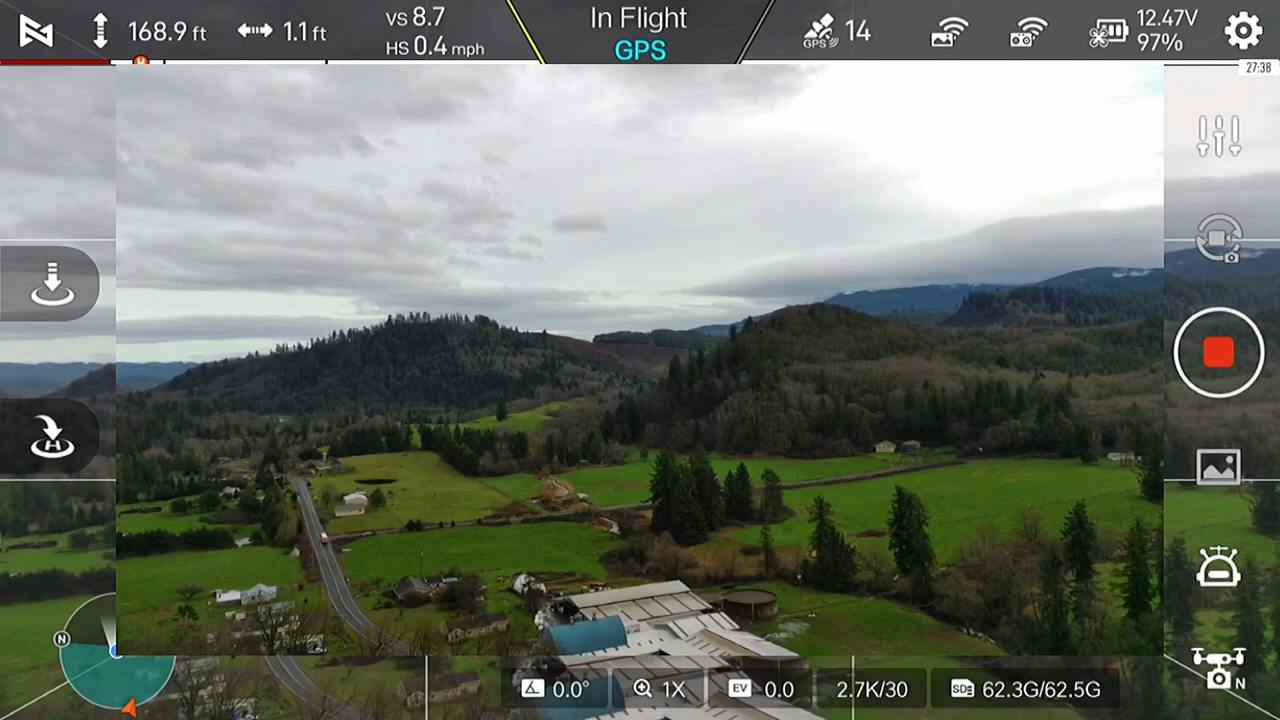 168.9 ft
1.1 ft
VS 8.7
HS 0.4 mph
In Flight
GPS
GPS
14
12.47V
97%
27:38
H
H
N
0.0°
1X
EV 0.0
2.7K/30
SD 62.3G/62.5G
N